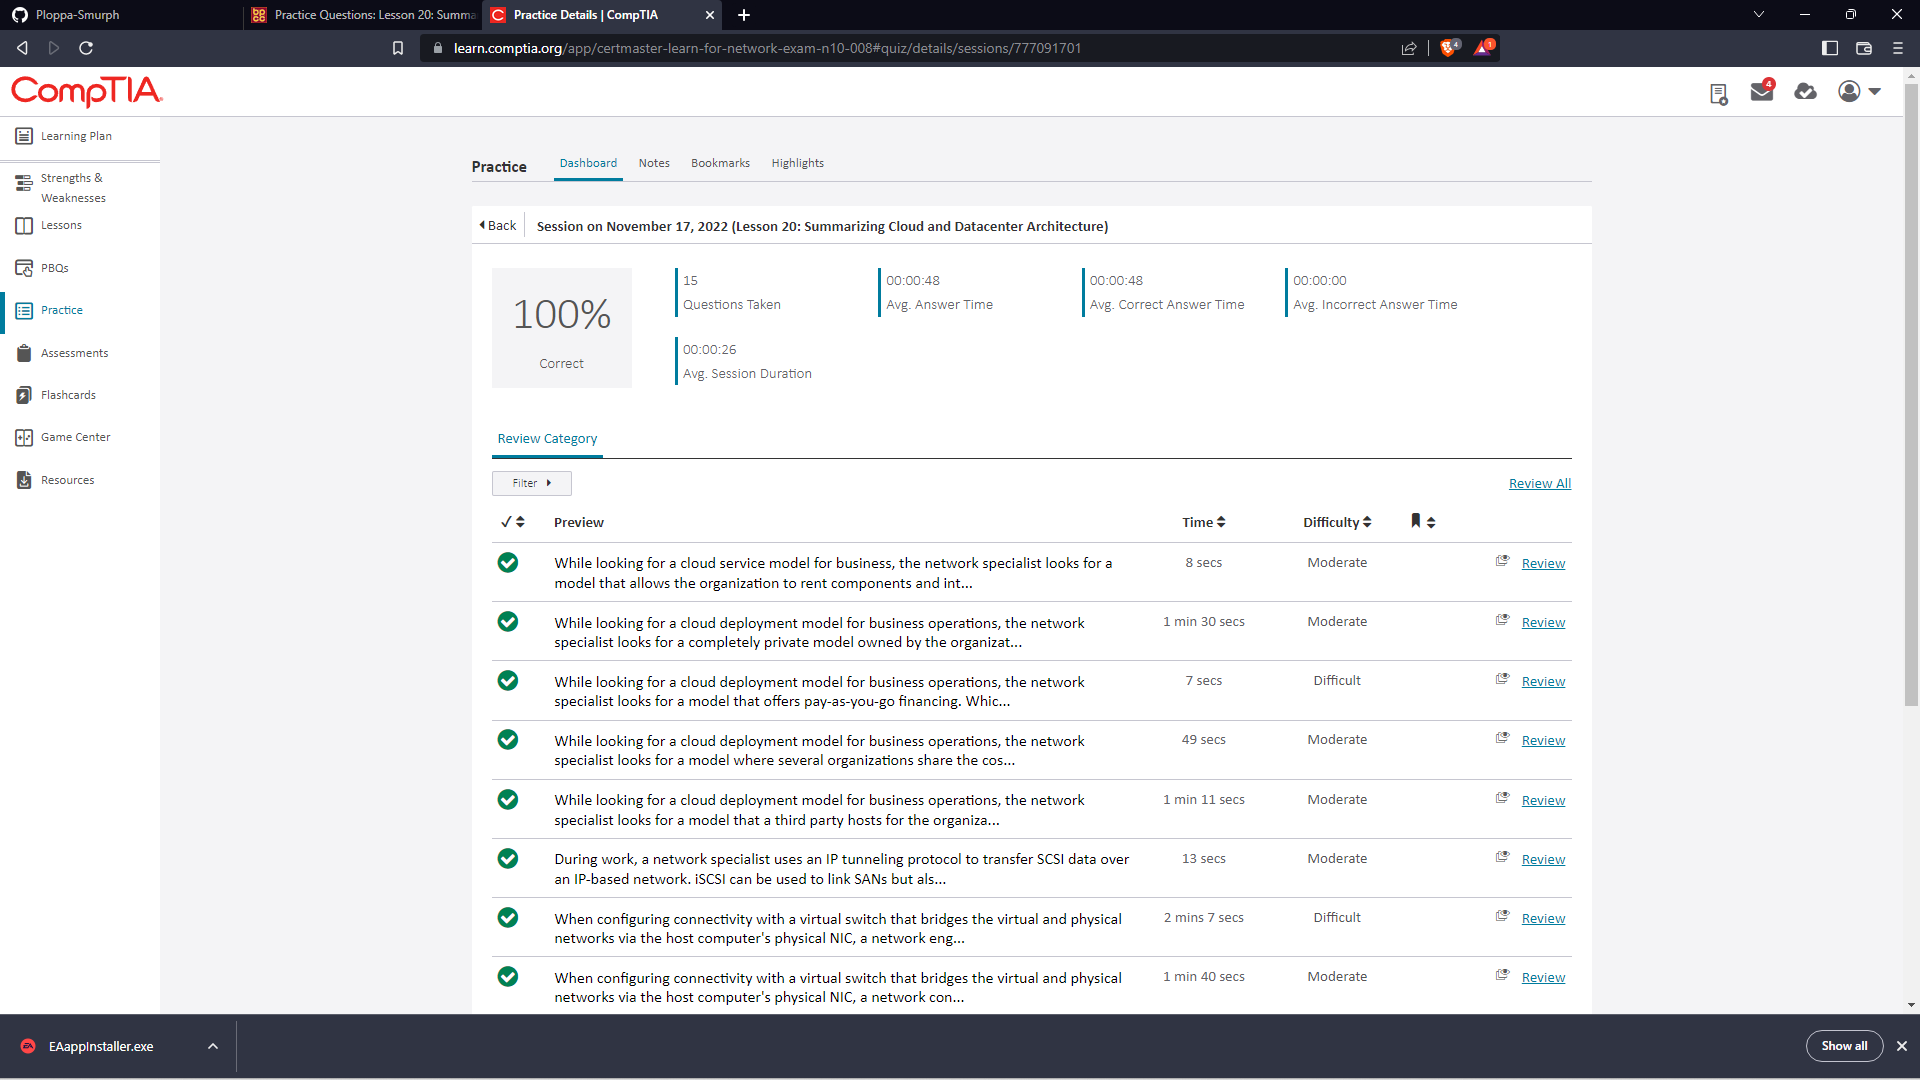 Ploppa-Smurph
Practice Questions: Lesson 20: Summa
Practice Details | CompTIA
learn.comptia.org/app/certmaster-learn-for-network-exam-n10-008#quiz/details/sessions/777091701
4
1
CompTIA.
4
Learning Plan
Strengths &
Weaknesses
Lessons
PBQs
Practice
Assessments
Flashcards
Game Center
Resources
Practice
Dashboard
Notes
Bookmarks
Highlights
Back
Session on November 17, 2022 (Lesson 20: Summarizing Cloud and Datacenter Architecture)
100%
Correct
15
Questions Taken
00:00:48
Avg. Answer Time
00:00:48
Avg. Correct Answer Time
00:00:00
Avg. Incorrect Answer Time
00:00:26
Avg. Session Duration
Review Category
Filter
Review All
Preview
Time
Difficulty
While looking for a cloud service model for business, the network specialist looks for a
model that allows the organization to rent components and int...
8 secs
Moderate
Review
While looking for a cloud deployment model for business operations, the network
specialist looks for a completely private model owned by the organizat...
1 min 30 secs
Moderate
Review
While looking for a cloud deployment model for business operations, the network
specialist looks for a model that offers pay-as-you-go financing. Whic...
7 secs
Difficult
Review
While looking for a cloud deployment model for business operations, the network
specialist looks for a model where several organizations share the cos...
49 secs
Moderate
Review
While looking for a cloud deployment model for business operations, the network
specialist looks for a model that a third party hosts for the organiza...
1 min 11 secs
Moderate
Review
During work, a network specialist uses an IP tunneling protocol to transfer SCSI data over
an IP-based network. iSCSI can be used to link SANs but als...
13 secs
Moderate
Review
When configuring connectivity with a virtual switch that bridges the virtual and physical
networks via the host computer's physical NIC, a network eng...
2 mins 7 secs
Difficult
Review
When configuring connectivity with a virtual switch that bridges the virtual and physical
networks via the host computer's physical NIC, a network con...
1 min 40 secs
Moderate
Review
EA
EAappInstaller.exe
Show all